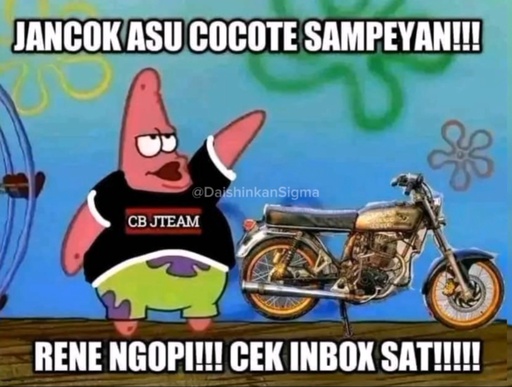 JANCOK ASU COCOTE SAMPEYAN!!!
@DaishinkanSigma
CB JTEAM
RENE NGOPI!!! CEK INBOX SAT!!!!!